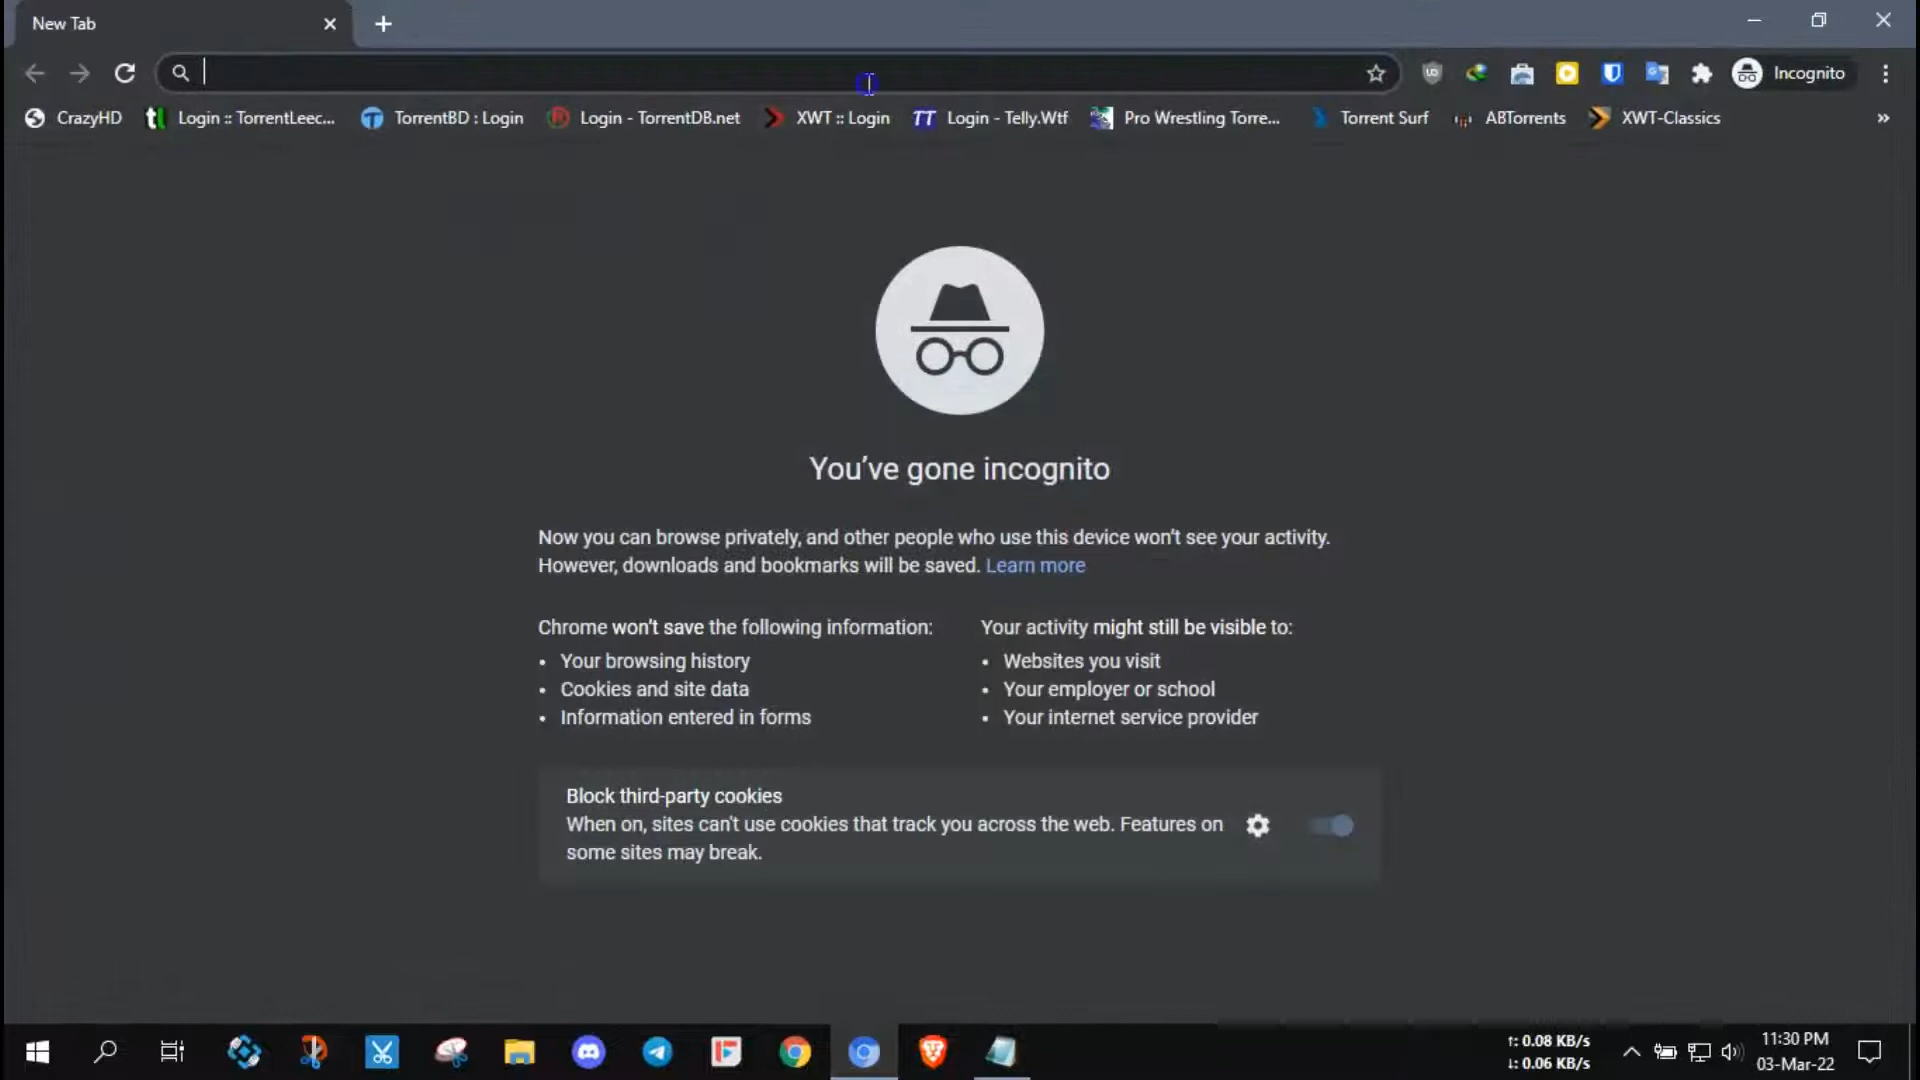 New Tab
Incognito
CrazyHD
Login :: TorrentLeec...
TorrentBD : Login
Login - TorrentDB.net
XWT :: Login
TT
Login - Telly.Wtf
Pro Wrestling Torre...
Torrent Surf
ABTorrents
XWT-Classics
You've gone incognito
Now you can browse privately, and other people who use this device won't see your activity.
However, downloads and bookmarks will be saved. Learn more
Chrome won't save the following information:
• Your browsing history
• Cookies and site data
• Information entered in forms
Your activity might still be visible to:
• Websites you visit
• Your employer or school
• Your internet service provider
Block third-party cookies
When on, sites can't use cookies that track you across the web. Features on
some sites may break.
↑: 0.08 KB/s
↓: 0.06 KB/s
11:30 PM
03-Mar-22